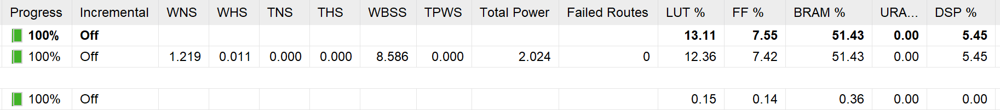 Progress Incremental WNS WHS TNS THS WBSS TPWS Total Power Failed Routes LUT % FF % BRAM % URA... DSP %
100% Off 13.11 7.55 51.43 0.00 5.45
100% Off 1.219 0.011 0.000 0.000 8.586 0.000 2.024 0 12.36 7.42 51.43 0.00 5.45
100% Off 0.15 0.14 0.36 0.00 0.00